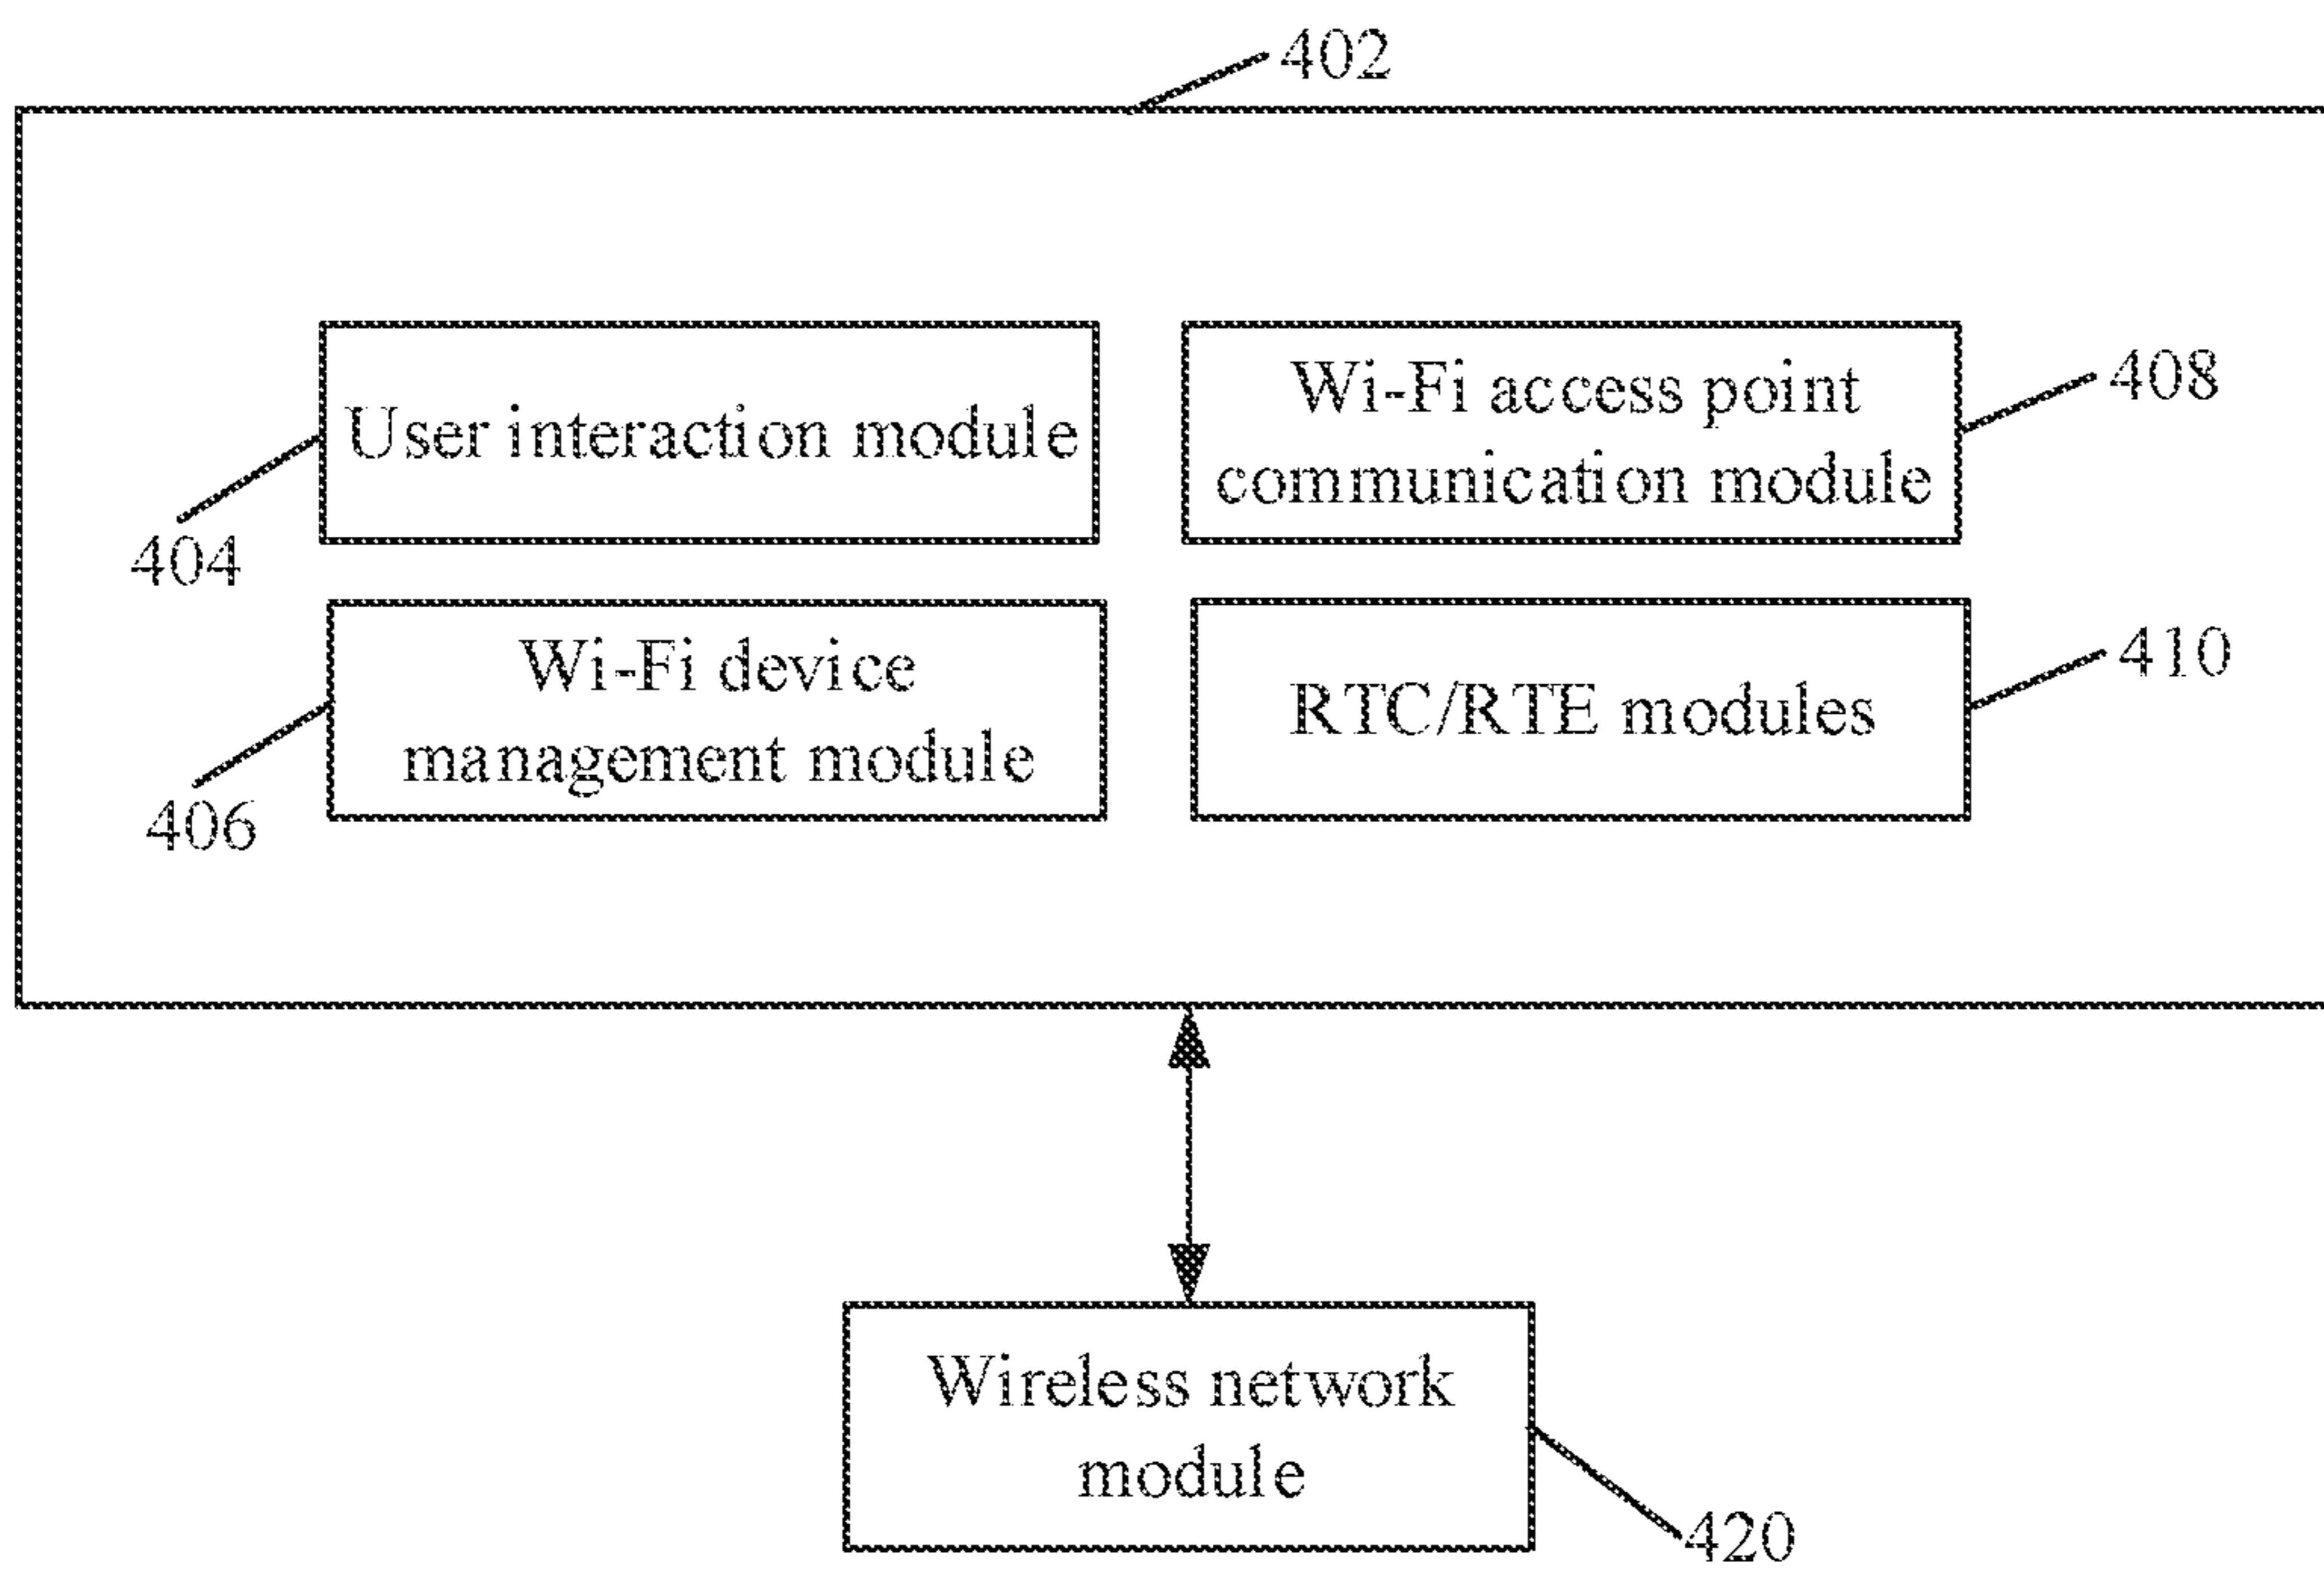 402
User interaction module
Wi-Fi access point
communication module
408
404
Wi-Fi device
management module
RTC/RTE modules
410
406
Wireless network
module
420